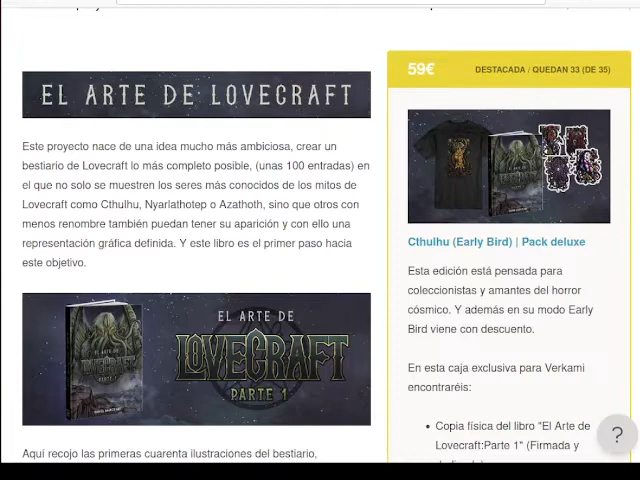 EL ARTE DE LOVECRAFT
Este proyecto nace de una idea mucho más ambiciosa, crear un
bestiario de Lovecraft lo más completo posible, (unas 100 entradas) en
el que no solo se muestren los seres más conocidos de los mitos de
Lovecraft como Cthulhu, Nyarlathotep o Azathoth, sino que otros con
menos renombre también puedan tener su aparición y con ello una
representación gráfica definida. Y este libro es el primer paso hacia
este objetivo.
EL ARTE DE
LOVECRAFT
PARTE 1
EL ARTE DE
LOVECRAFT
PARTE 1
Aquí recojo las primeras cuarenta ilustraciones del bestiario,
59€
DESTACADA / QUEDAN 33 (DE 35)
Cthulhu (Early Bird) | Pack deluxe
Esta edición está pensada para
coleccionistas y amantes del horror
cósmico, Y además en su modo Early
Bird viene con descuento.
En esta caja exclusiva para Verkami
encontraréis:
• Copia física del libro "El Arte de
Lovecraft:Parte 1" (Firmada y
?